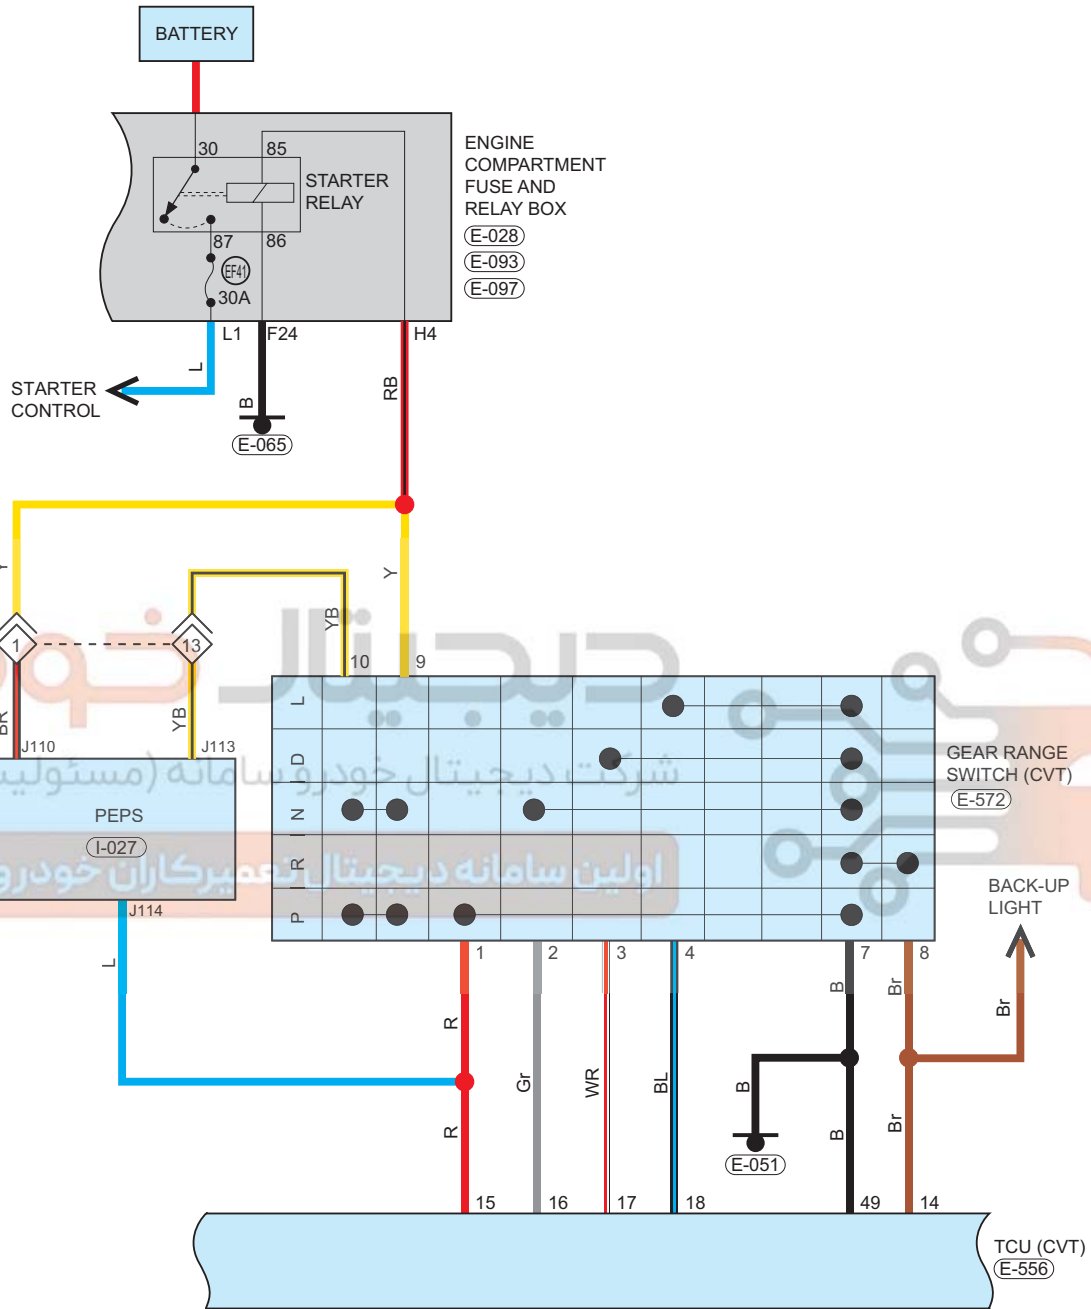 BATTERY
30
85
STARTER
RELAY
87
86
EF41
30A
ENGINE
COMPARTMENT
FUSE AND
RELAY BOX
E-028
E-093
E-097
L1
F24
H4
L
B
RB
STARTER
CONTROL
E-065
Y
Y
YB
1
13
10
9
BR
YB
J110
J113
PEPS
I-027
J114
L
L
D
N
R
P
GEAR RANGE
SWITCH (CVT)
E-572
دیجیتال خودرو
شرکت دیجیتال خودرو سامانه (مسئولیت
اولین سامانه دیجیتال تعمیرکاران خودرو
BACK-UP
LIGHT
1
2
3
4
7
8
R
Gr
WR
BL
B
Br
Br
R
B
B
Br
E-051
15
16
17
18
49
14
TCU (CVT)
E-556